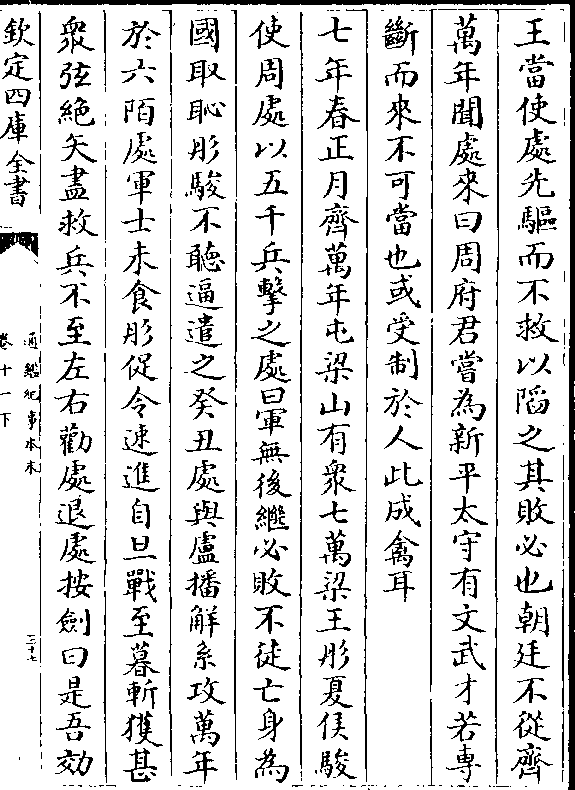 王當使處先驅而不救以陷之其敗必也朝廷不從齊
萬年聞處來曰周府君嘗為新平太守有文武才若專
斷而來不可當也或受制於人此成禽耳
七年春正月齊萬年屯梁山有衆七萬梁王肜夏侯駿
使周處以五千兵擊之處曰軍無後繼必敗不徒亡身為
國取恥肜駿不聽逼遣之癸丑處與盧播解系攻萬年
於六陌處軍士未食肜促令速進自旦戰至暮斬獲甚
衆弦絶矢盡救兵不至左右勸處退處按劍曰是吾効
欽定四庫全書
通鑑紀事本末
卷十一下
三十七